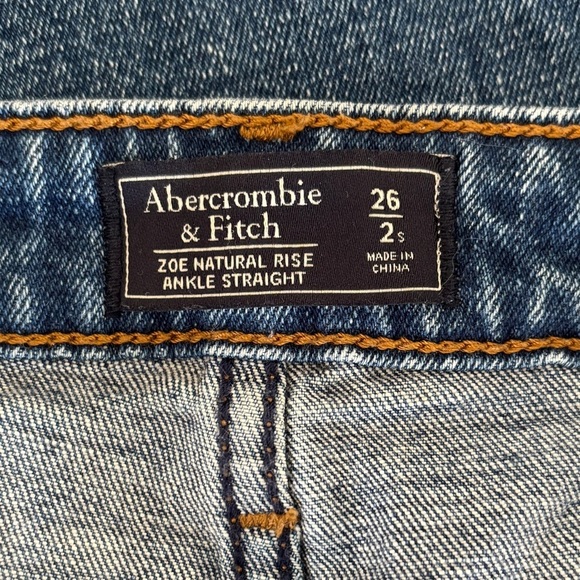 Abercrombie
& Fitch
ZOE NATURAL RISE
ANKLE STRAIGHT
26
2s
MADE IN
CHINA